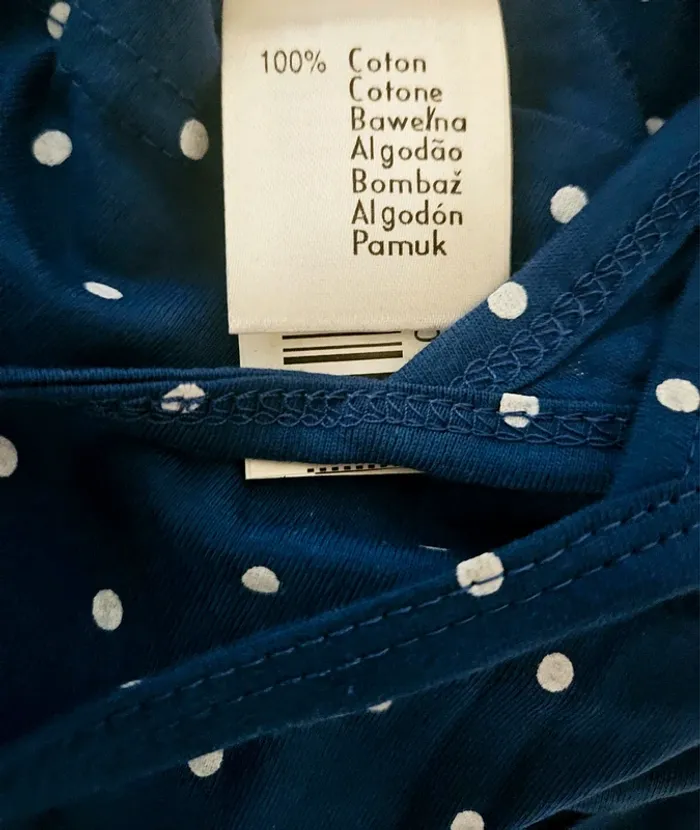 100% Coton
Cotone
Bawełna
Algodão
Bombaž
Algodón
Pamuk